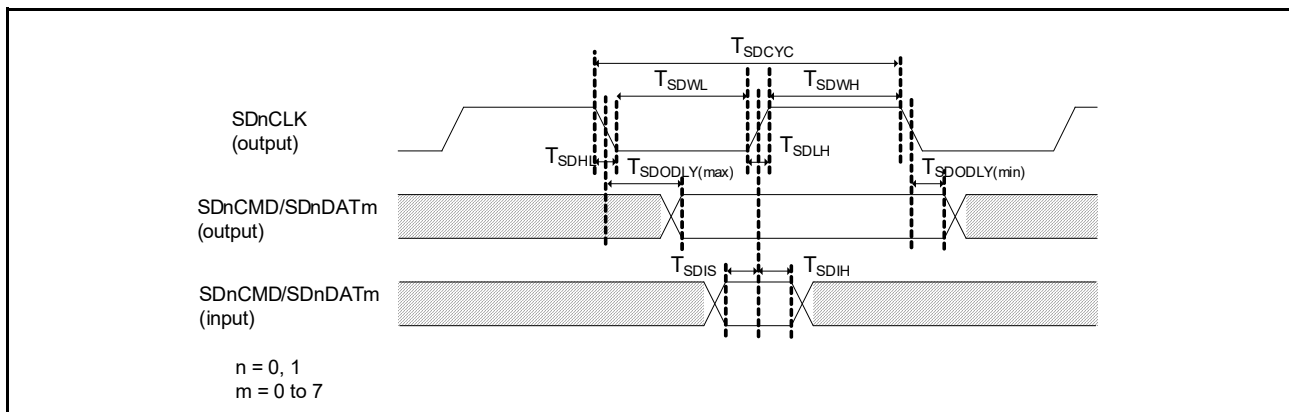 TSDCYC
TSDWL
TSDWH
SDnCLK
(output)
TSDHL
TSDLH
TSDODLY(max)
TSDODLY(min)
SDnCMD/SDnDATm
(output)
TSDIS
TSDIH
SDnCMD/SDnDATm
(input)
n = 0, 1
m = 0 to 7